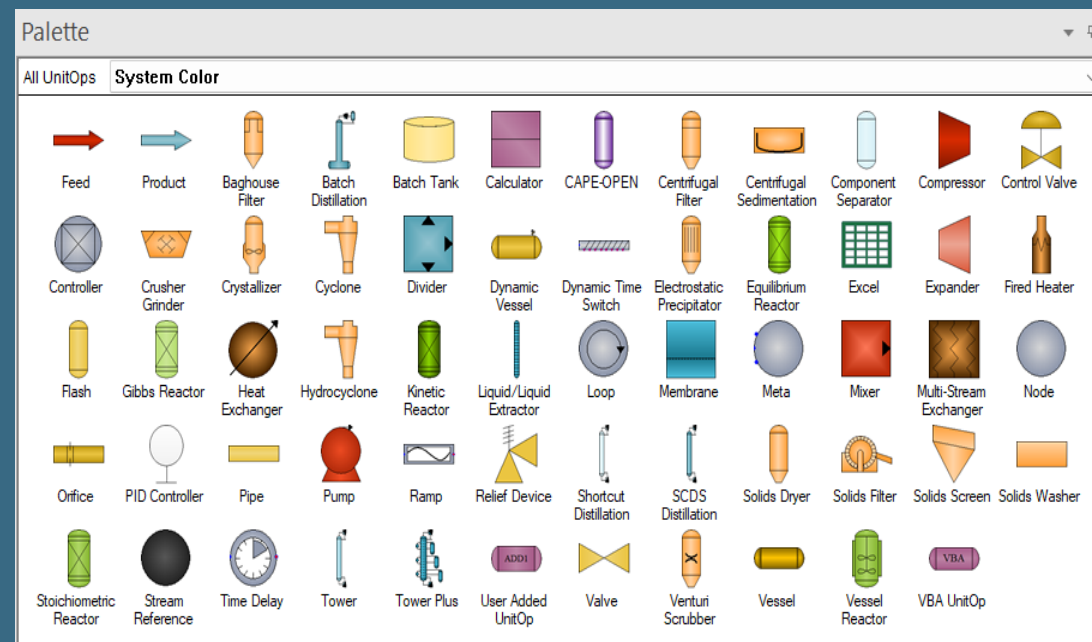 Palette
All UnitOps System Color
Feed Product Baghouse Batch Batch Tank Calculator CAPE-OPEN Centrifugal Centrifugal Component Compressor Control Valve
Filter Distillation Filter Sedimentation Separator
Controller Crusher Crystallizer Cyclone Divider Dynamic Dynamic Time Electrostatic Equilibrium Excel Expander Fired Heater
Grinder Vessel Switch Precipitator Reactor
Flash Gibbs Reactor Heat Hydrocyclone Kinetic Liquid/Liquid Loop Membrane Meta Mixer Multi-Stream Node
Exchanger Reactor Extractor Exchanger
Orifice PID Controller Pipe Pump Ramp Relief Device Shortcut SCDS Solids Dryer Solids Filter Solids Screen Solids Washer
Distillation Distillation
ADD1 VBA
Stoichiometric Stream Time Delay Tower Tower Plus User Added Valve Venturi Vessel Vessel VBA UnitOp
Reactor Reference UnitOp Scrubber Reactor